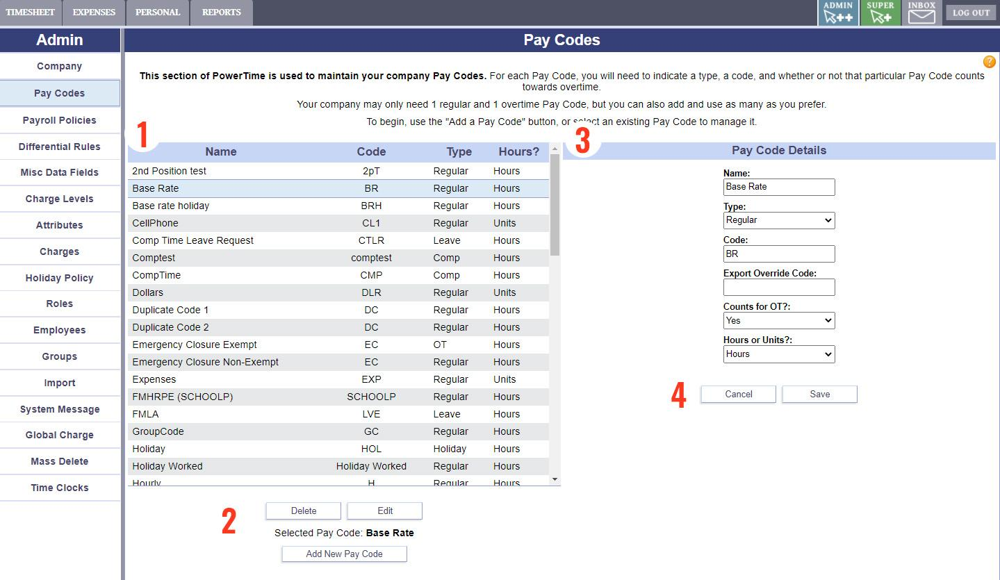 TIMESHEET EXPENSES PERSONAL REPORTS ADMIN SUPER INBOX LOG OUT
Admin
Company
Pay Codes
Payroll Policies
Differential Rules
Misc Data Fields
Charge Levels
Attributes
Charges
Holiday Policy
Roles
Employees
Groups
Import
System Message
Global Charge
Mass Delete
Time Clocks
Pay Codes
?
This section of PowerTime is used to maintain your company Pay Codes. For each Pay Code, you will need to indicate a type, a code, and whether or not that particular Pay Code counts
towards overtime.
Your company may only need 1 regular and 1 overtime Pay Code, but you can also add and use as many as you prefer.
To begin, use the "Add a Pay Code" button, or select an existing Pay Code to manage it.
1
Name Code Type Hours?
2nd Position test 2pT Regular Hours
Base Rate BR Regular Hours
Base rate holiday BRH Regular Hours
CellPhone CL1 Regular Units
Comp Time Leave Request CTLR Leave Hours
Comptest comptest Comp Hours
CompTime CMP Comp Hours
Dollars DLR Regular Units
Duplicate Code 1 DC Regular Hours
Duplicate Code 2 DC Regular Hours
Emergency Closure Exempt EC OT Hours
Emergency Closure Non-Exempt EC Regular Hours
Expenses EXP Regular Units
FMHRPE (SCHOOLP) SCHOOLP Regular Hours
FMLA LVE Leave Hours
GroupCode GC Regular Hours
Holiday HOL Holiday Hours
Holiday Worked Holiday Worked Regular Hours
Hourly H Regular Hours
2
Delete Edit
Selected Pay Code: Base Rate
Add New Pay Code
3
Pay Code Details
Name:
Base Rate
Type:
Regular
Code:
BR
Export Override Code:
Counts for OT?:
Yes
Hours or Units?:
Hours
4
Cancel Save